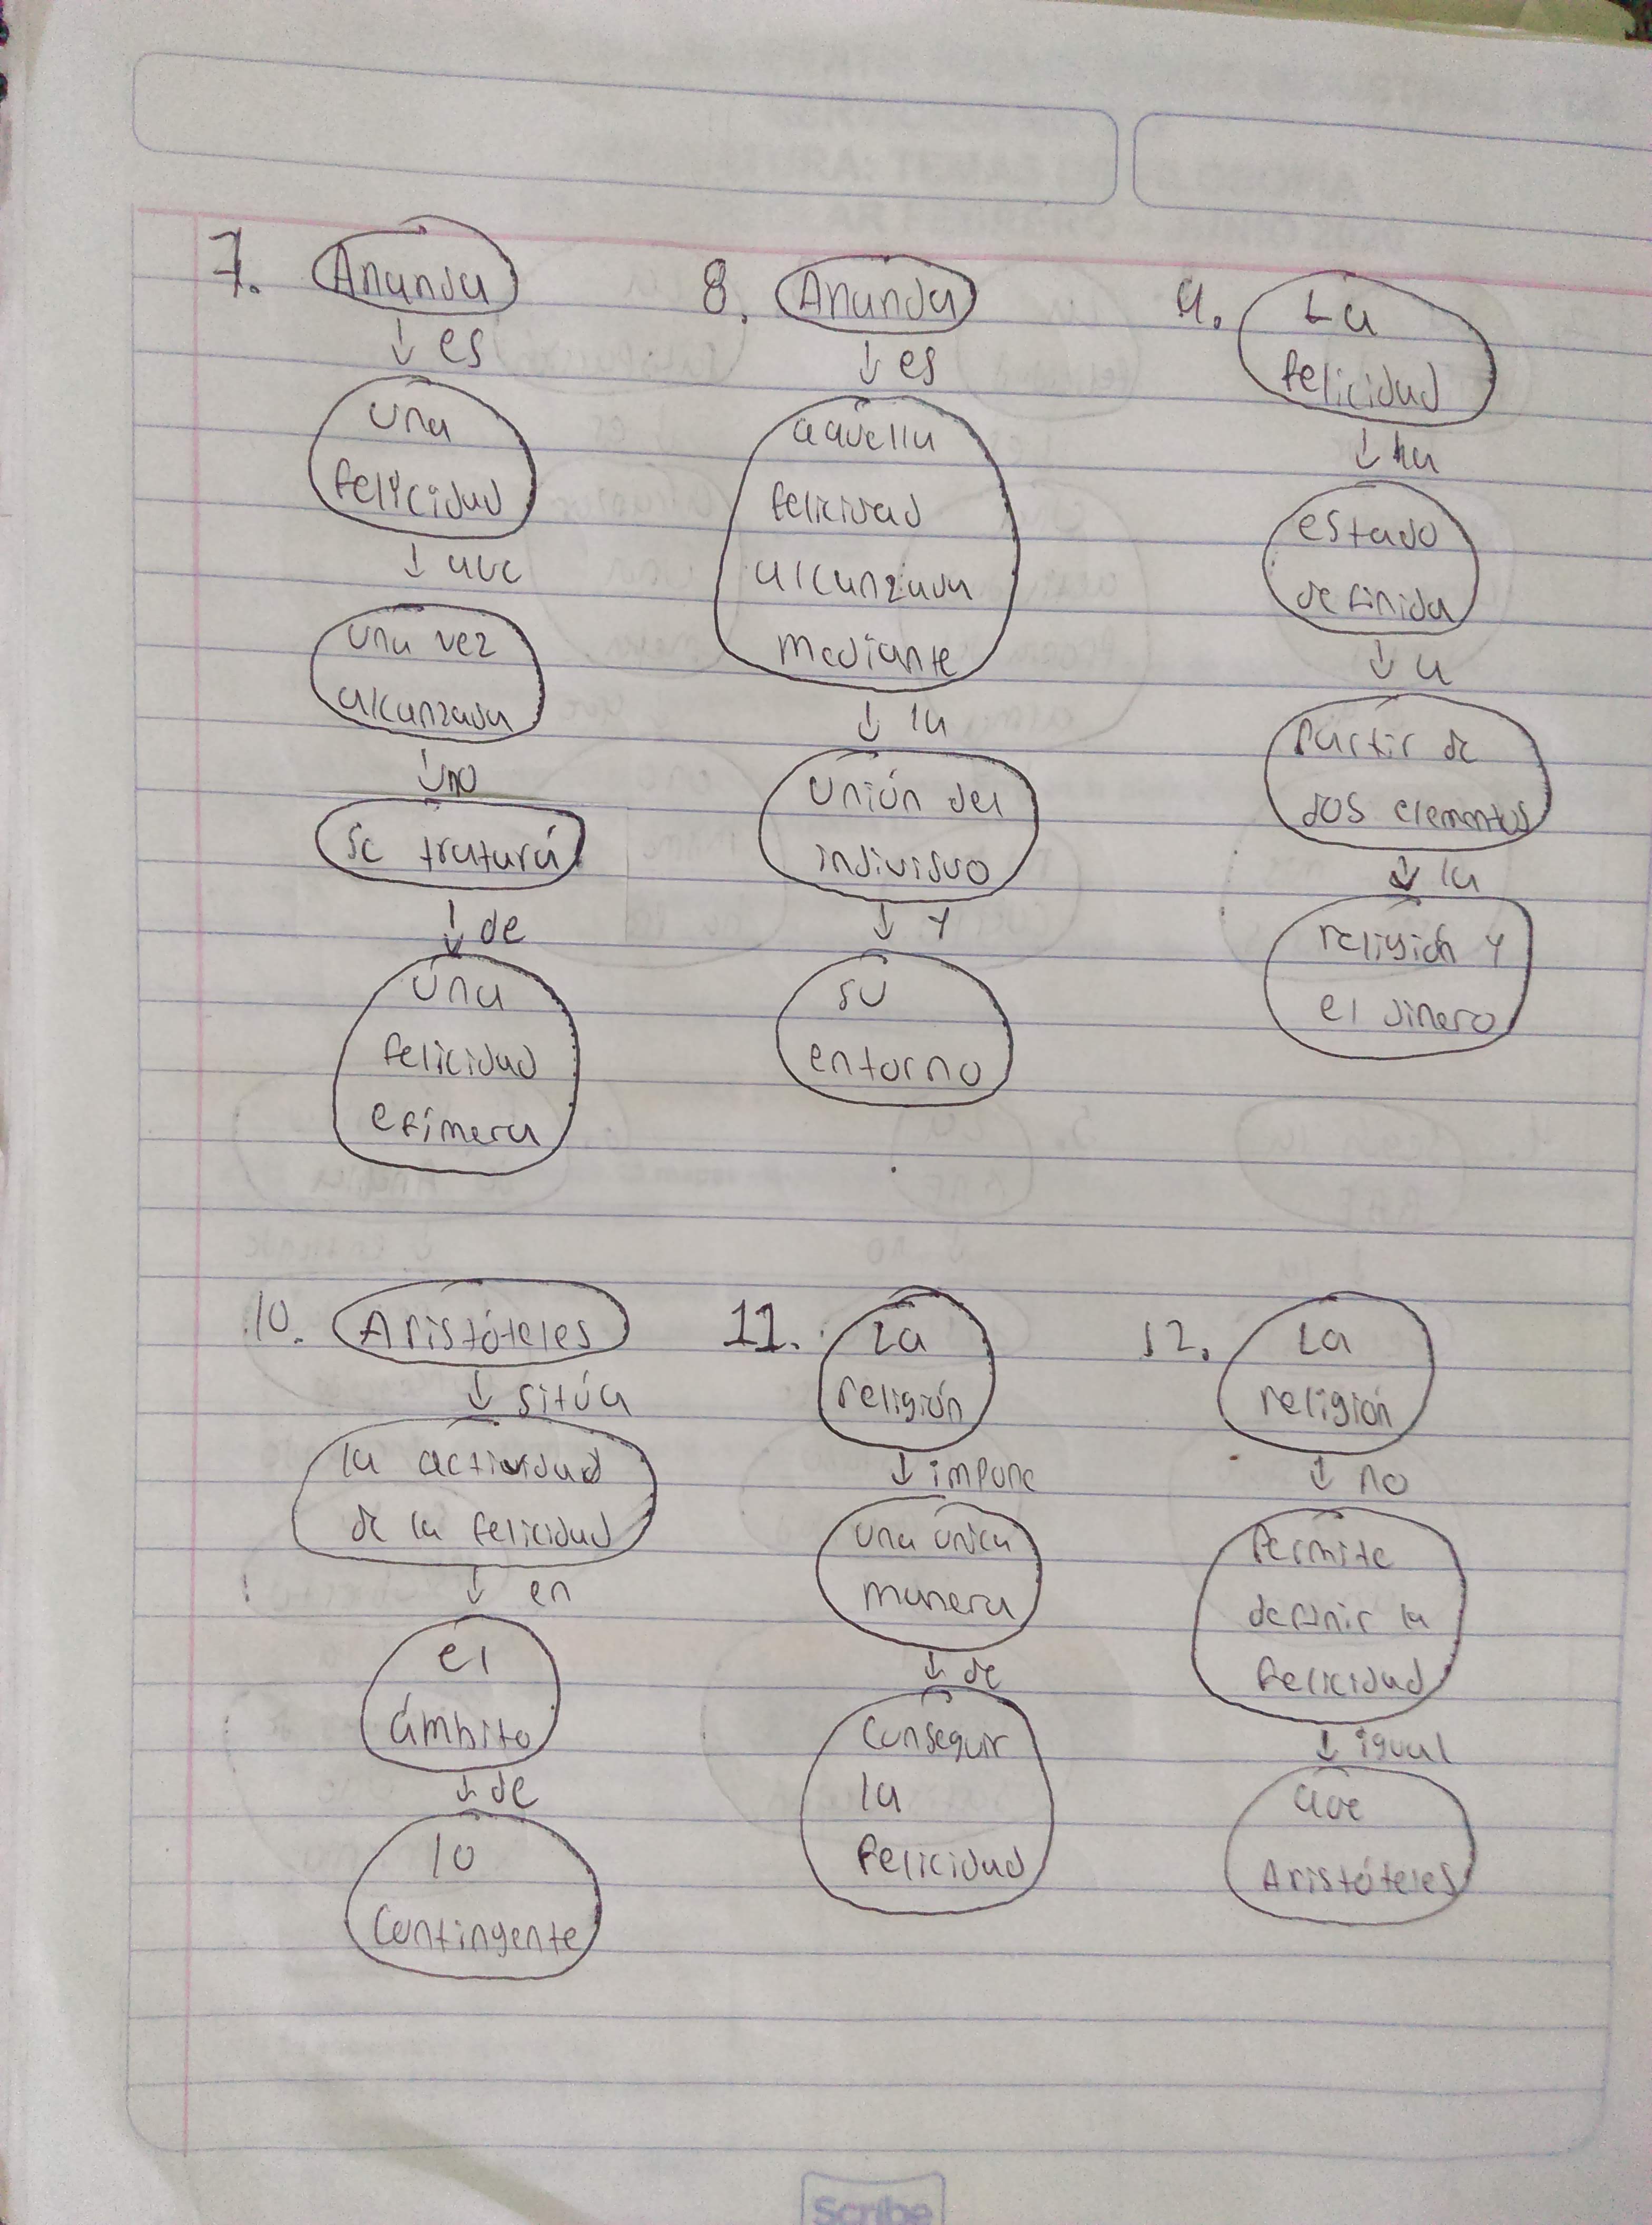 7. Ananda
↓ es
una
felicidad
↓ que
una vez
alcanzada
↓ no
se tratará
↓ de
una
felicidad
efímera
8. Ananda
↓ es
aquella
felicidad
alcanzada
mediante
↓ la
unión del
individuo
↓ y
su
entorno
9. La
felicidad
↓ ha
estado
definida
↓ a
partir de
dos elementos
↓ la
religión y
el dinero
10. Aristóteles
↓ sitúa
la actividad
de la felicidad
↓ en
el
ámbito
↓ de
lo
contingente
11. La
religión
↓ impone
una única
manera
↓ de
conseguir
la
felicidad
12. La
religión
↓ no
permite
definir la
felicidad
↓ igual
que
Aristóteles
Scribe